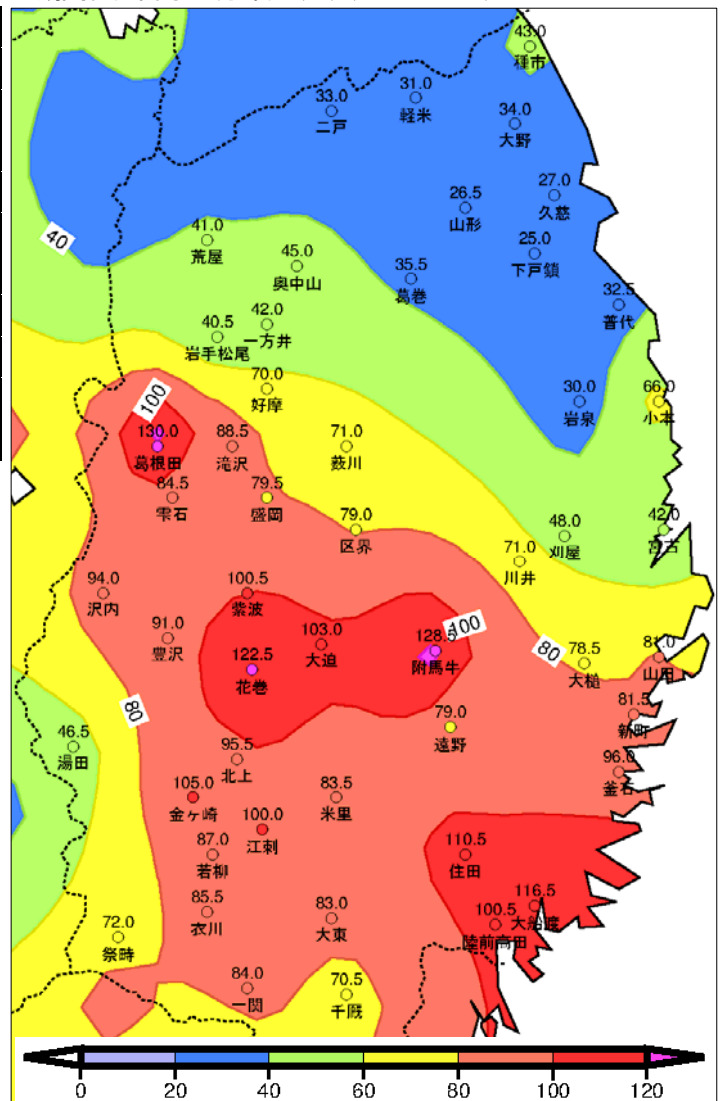 43.0
種市
31.0
軽米
33.0
二戸
34.0
大野
27.0
久慈
26.5
山形
41.0
荒屋
40
25.0
下戸鎖
45.0
奥中山
35.5
葛巻
32.5
普代
42.0
一方井
40.5
岩手松尾
70.0
好摩
30.0
岩泉
66.0
小本
100
130.0
葛根田
88.5
滝沢
71.0
薮川
84.5
雫石
79.5
盛岡
79.0
区界
48.0
刈屋
42.0
宮古
71.0
川井
94.0
沢内
100.5
紫波
91.0
豊沢
103.0
大迫
128.5
附馬牛
100
80
122.5
花巻
78.5
大槌
81.0
山田
80
79.0
遠野
81.5
新町
46.5
湯田
95.5
北上
96.0
釜石
105.0
金ヶ崎
83.5
米里
100.0
江刺
87.0
若柳
110.5
住田
85.5
衣川
83.0
大東
116.5
大船渡
100.5
陸前高田
72.0
祭畤
84.0
一関
70.5
千厩
0 20 40 60 80 100 120